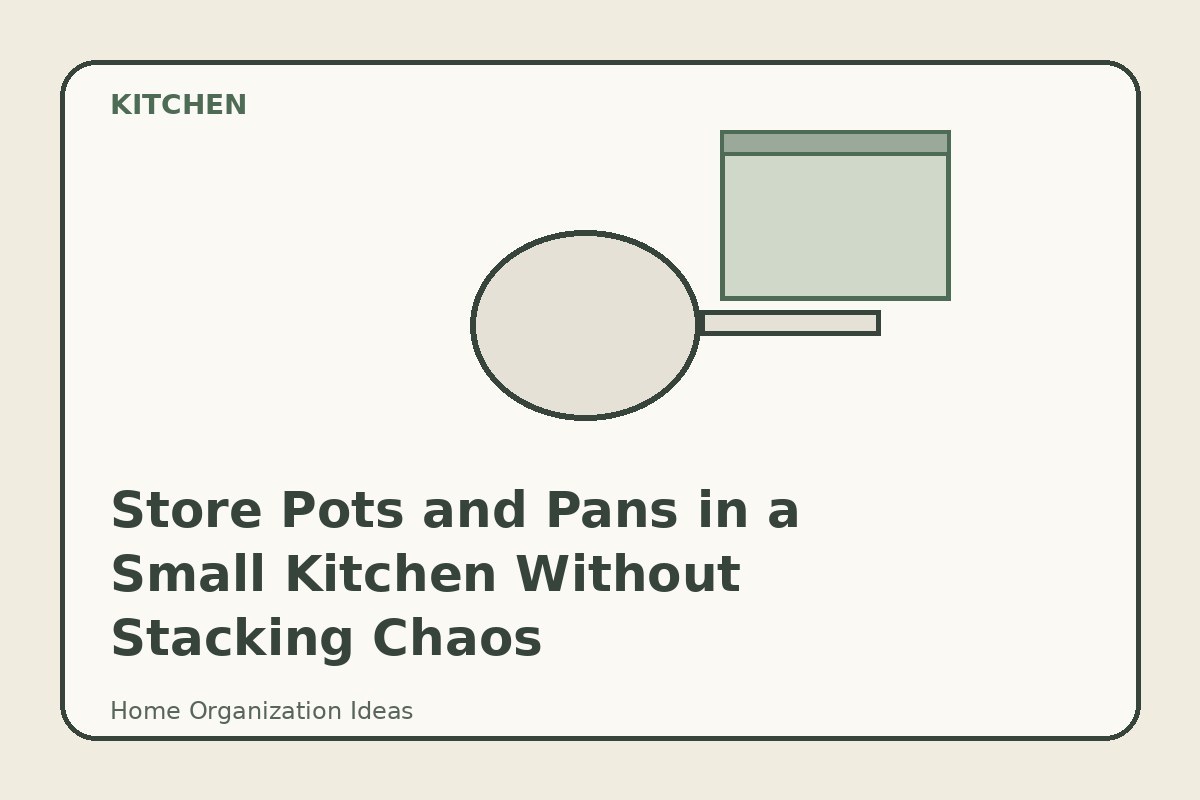 KITCHEN
Store Pots and Pans in a
Small Kitchen Without
Stacking Chaos
Home Organization Ideas